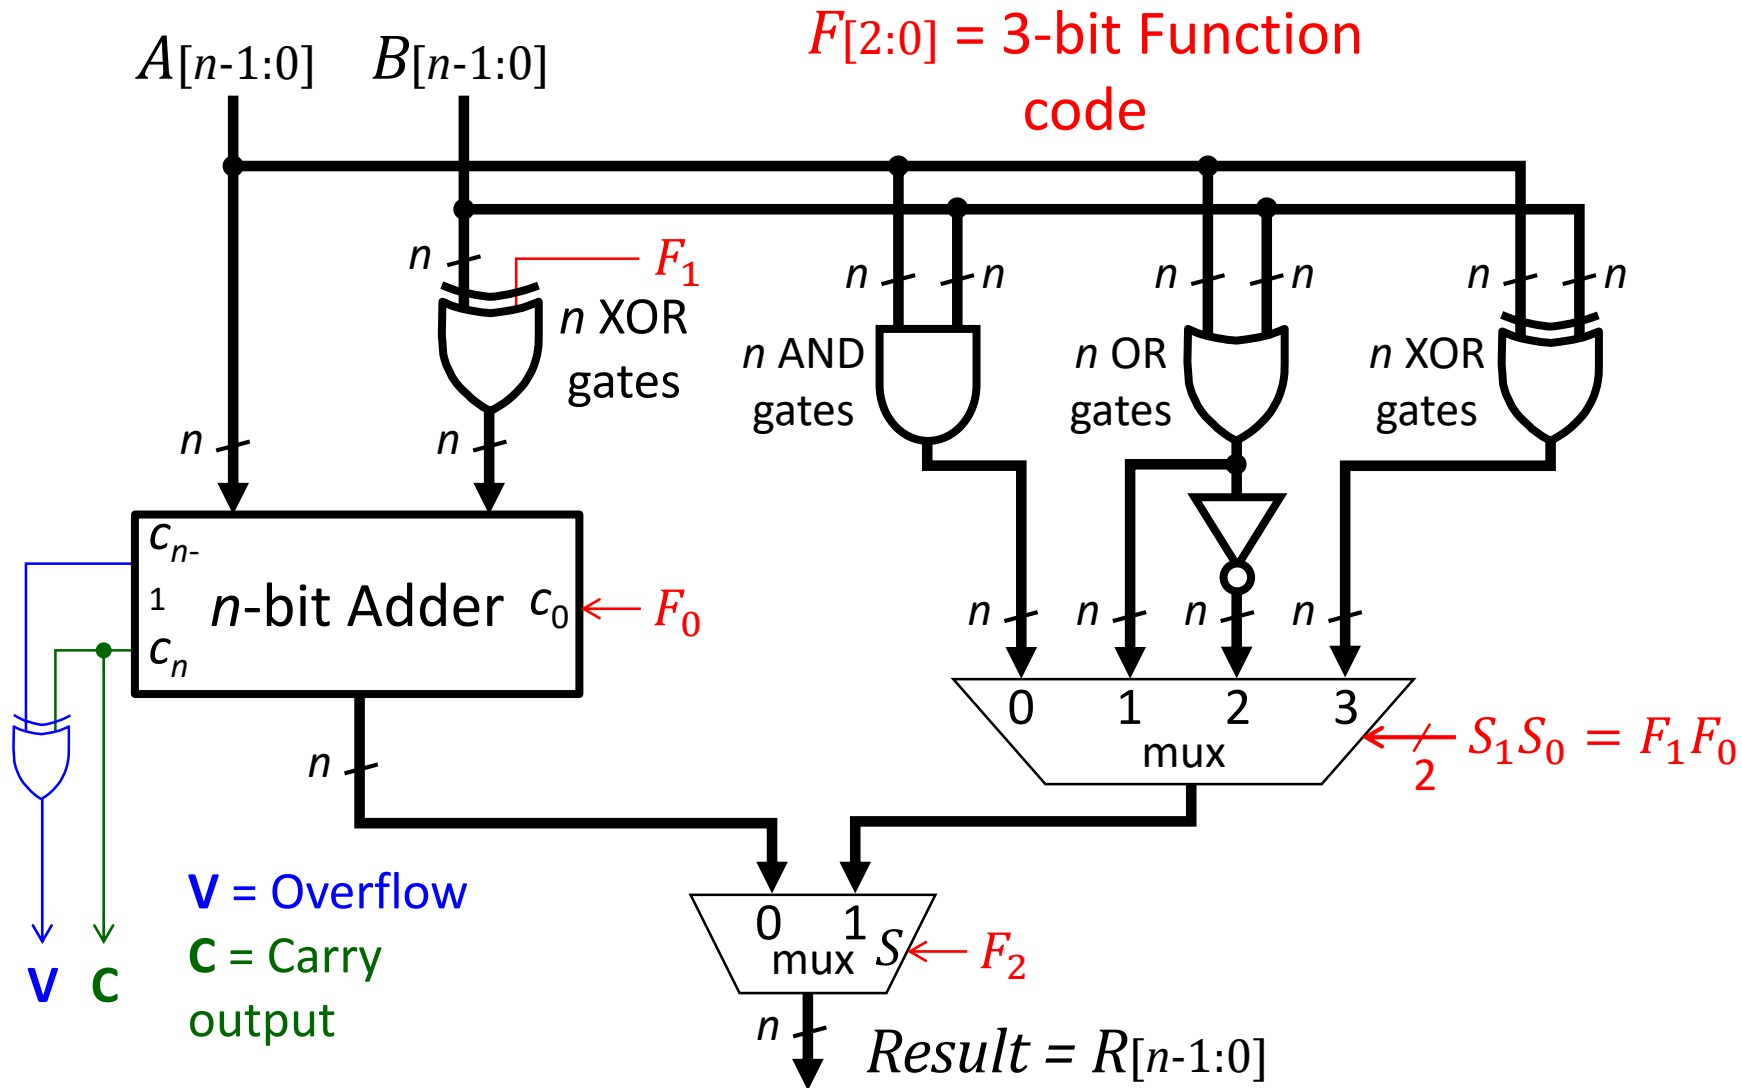 F[2:0] = 3-bit Function
code
A[n-1:0] B[n-1:0]
n F₁
n XOR
gates
n n
n n
n n
n AND
gates
n OR
gates
n XOR
gates
n n
cₙ₋
1
cₙ
n-bit Adder c₀ F₀
n n n n
0 1 2 3
mux
S₁S₀ = F₁F₀
2
n
0 1
mux S F₂
V = Overflow
C = Carry
output
V C
n
Result = R[n-1:0]